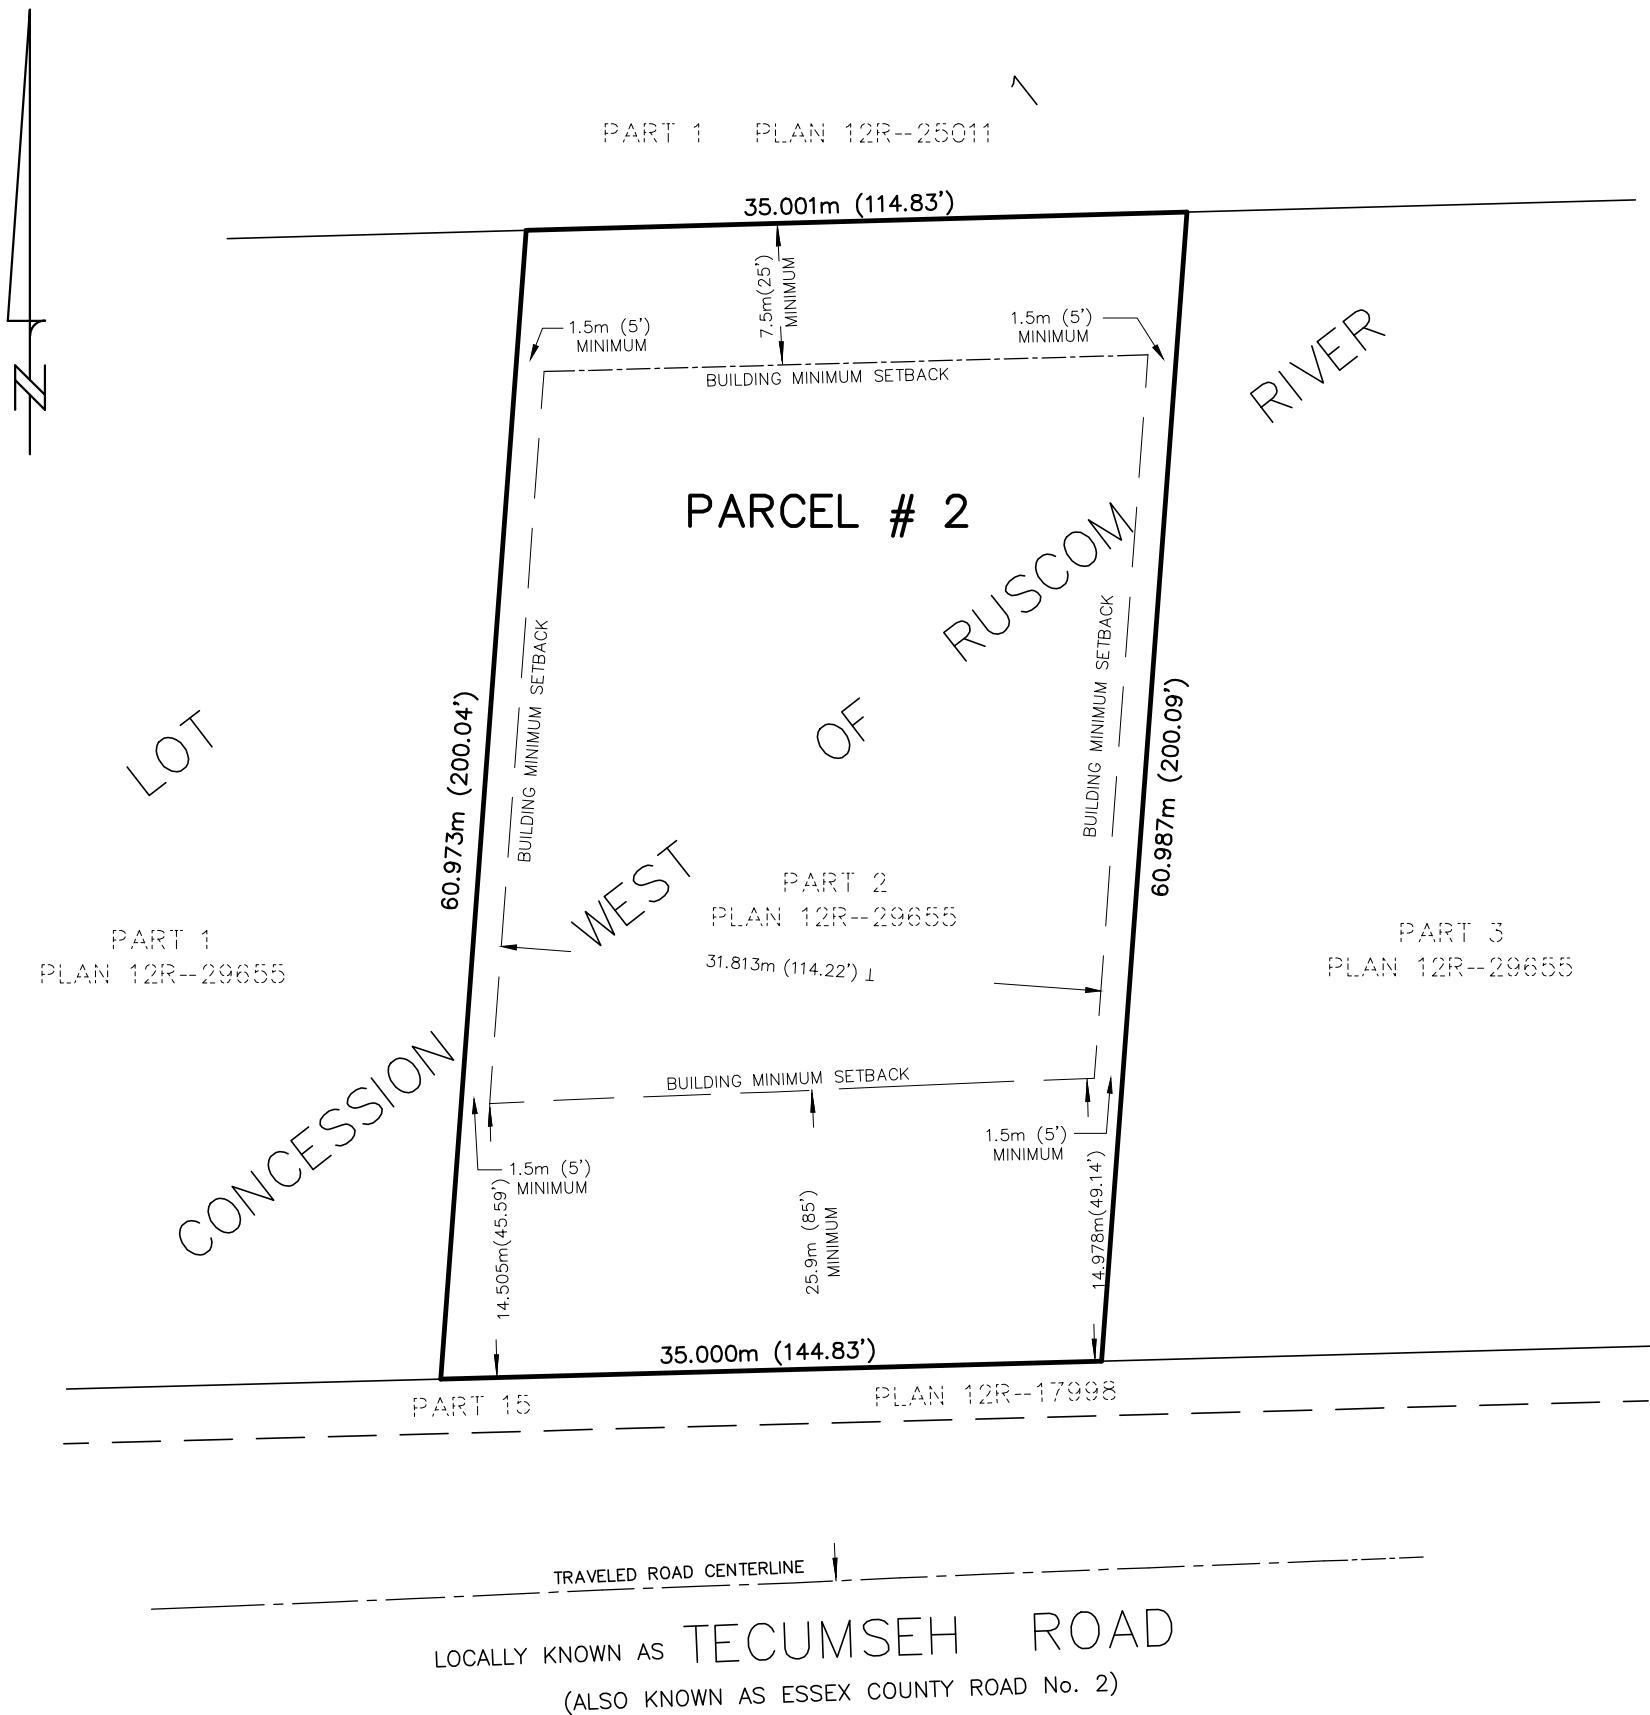 1
PART 1 PLAN 12R--25011
35.001m (114.83')
7.5m(25')
MINIMUM
1.5m (5')
MINIMUM
1.5m (5')
MINIMUM
BUILDING MINIMUM SETBACK
N
RIVER
PARCEL # 2
RUSCOM
BUILDING MINIMUM SETBACK
BUILDING MINIMUM SETBACK
OF
LOT
60.973m (200.04')
60.987m (200.09')
WEST
PART 2
PLAN 12R--29655
PART 1
PLAN 12R--29655
PART 3
PLAN 12R--29655
31.813m (114.22') ⊥
CONCESSION
BUILDING MINIMUM SETBACK
1.5m (5')
MINIMUM
1.5m (5')
MINIMUM
14.505m(45.59')
25.9m (85')
MINIMUM
14.978m(49.14')
35.000m (144.83')
PART 15 PLAN 12R--17998
TRAVELED ROAD CENTERLINE
LOCALLY KNOWN AS TECUMSEH ROAD
(ALSO KNOWN AS ESSEX COUNTY ROAD No. 2)